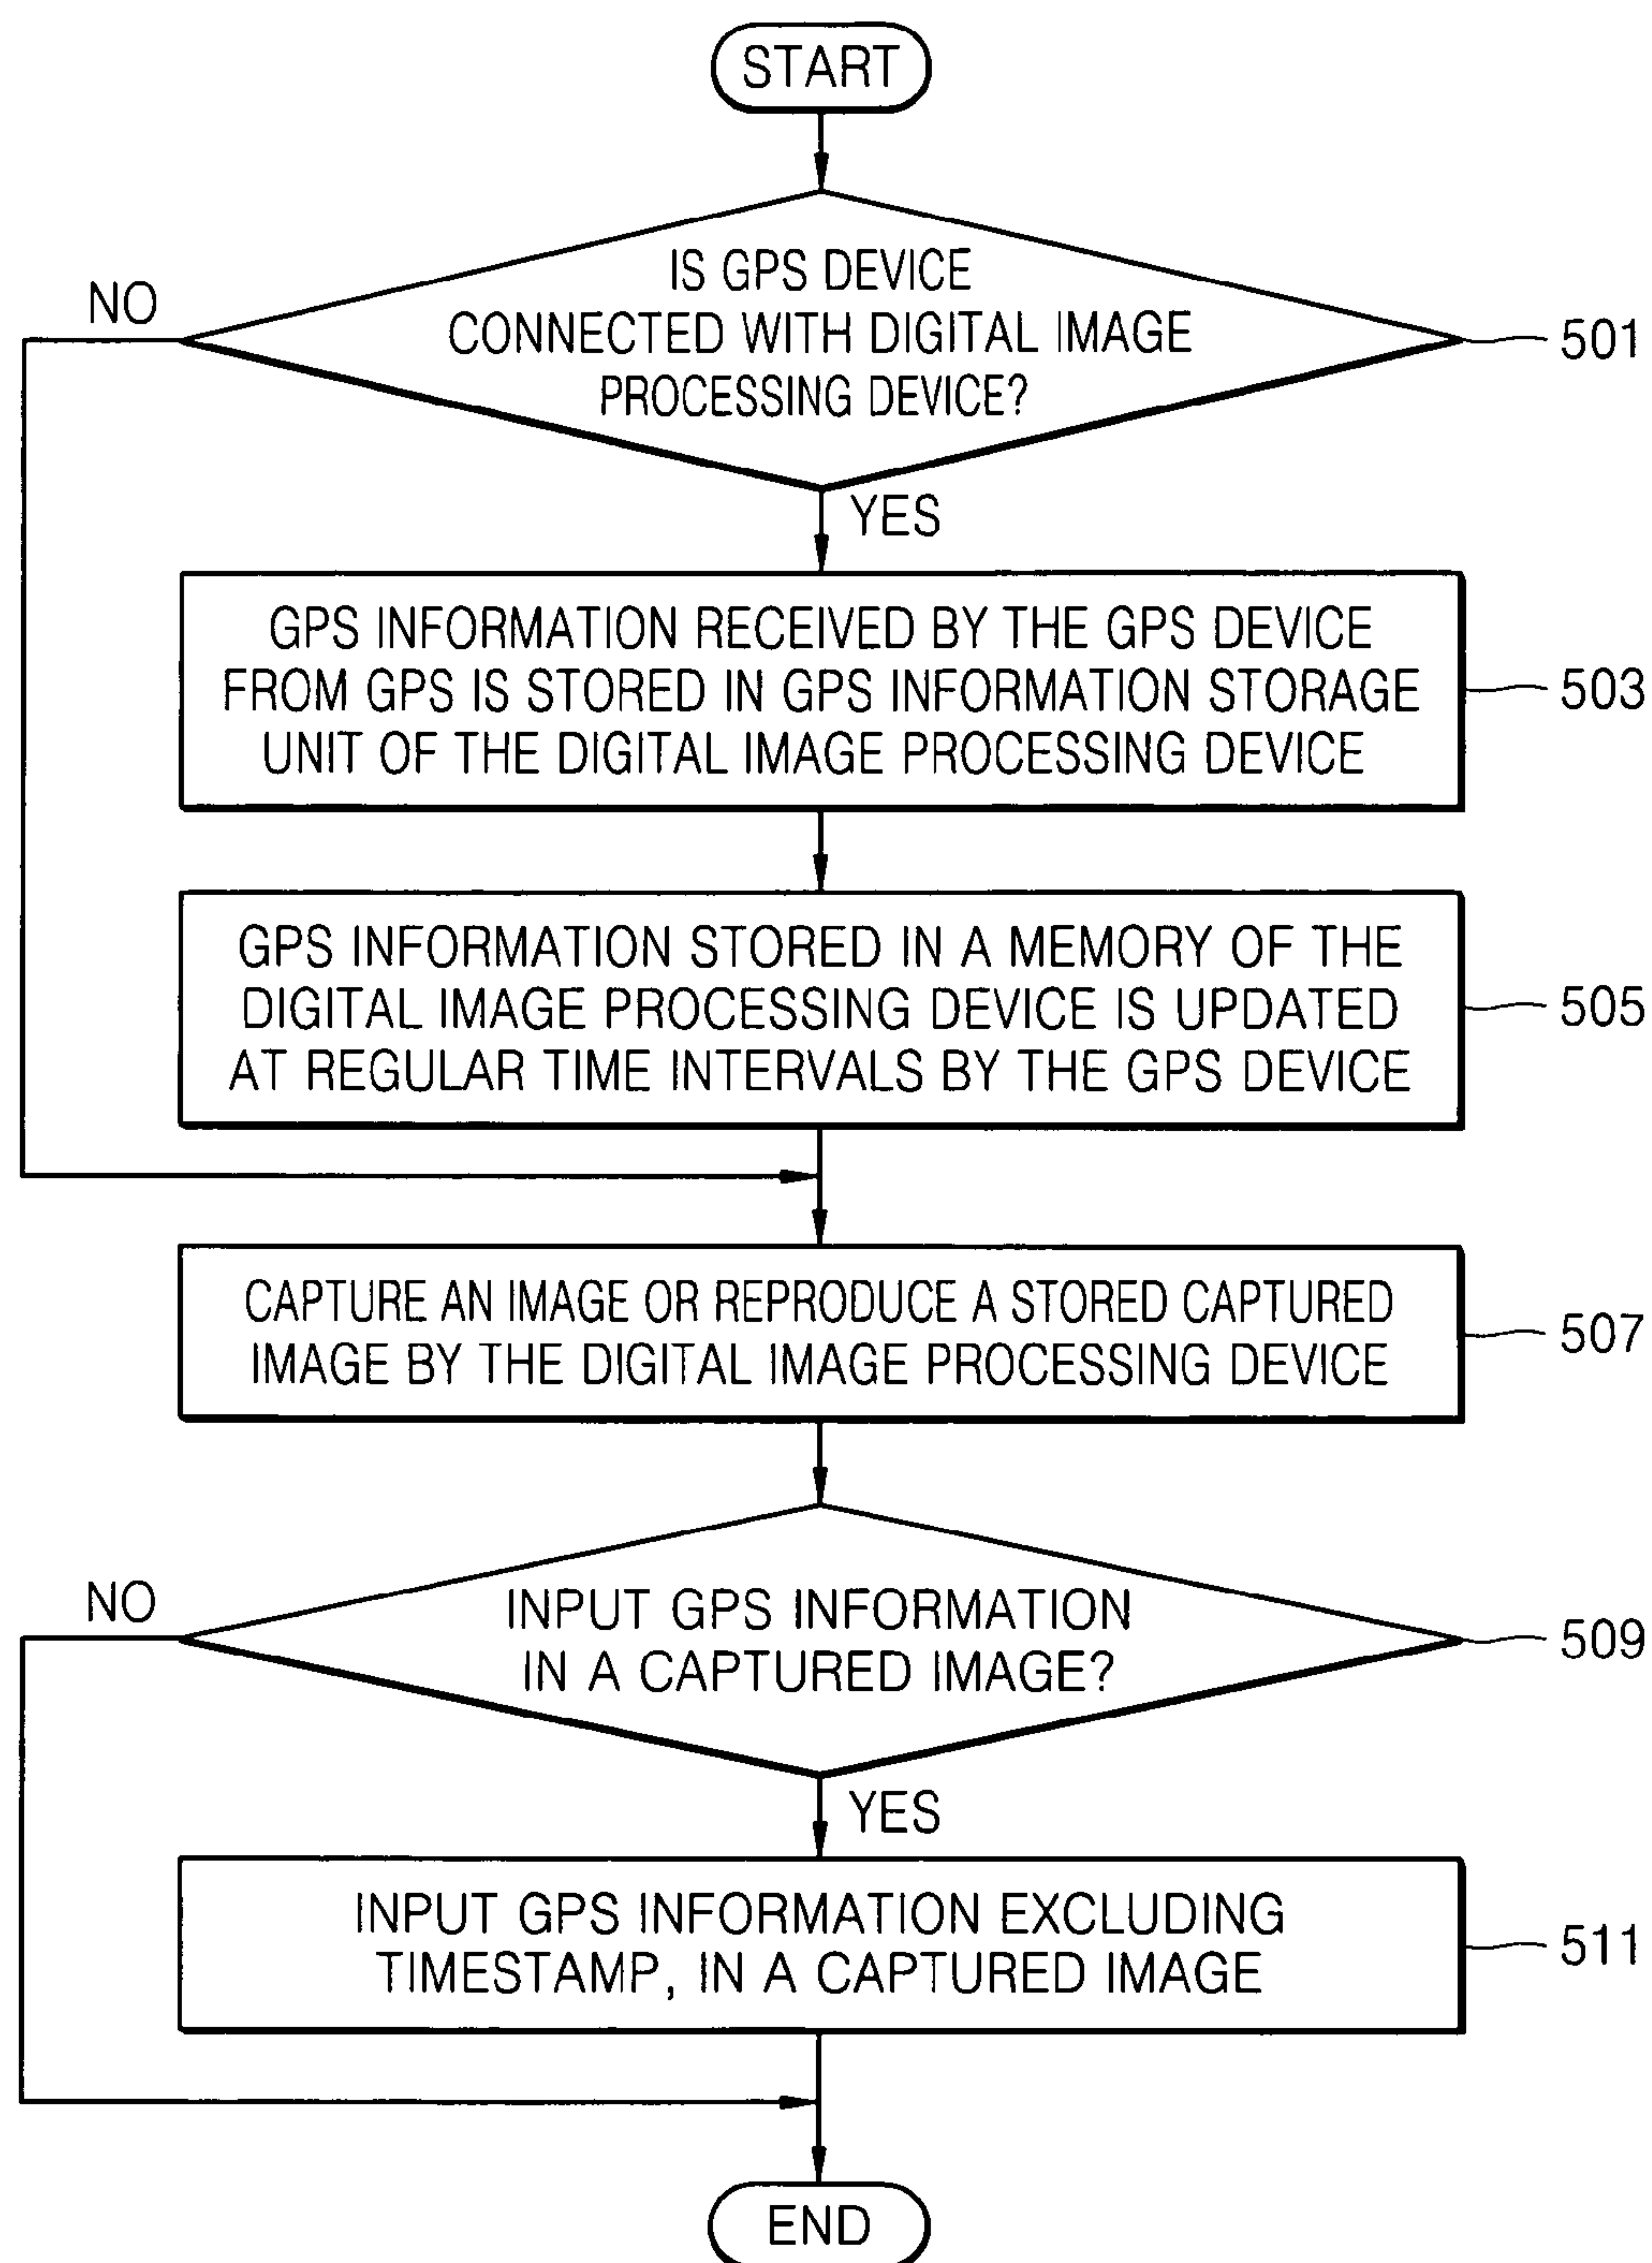 START
IS GPS DEVICE
CONNECTED WITH DIGITAL IMAGE
PROCESSING DEVICE?
NO
501
YES
GPS INFORMATION RECEIVED BY THE GPS DEVICE
FROM GPS IS STORED IN GPS INFORMATION STORAGE
UNIT OF THE DIGITAL IMAGE PROCESSING DEVICE
503
GPS INFORMATION STORED IN A MEMORY OF THE
DIGITAL IMAGE PROCESSING DEVICE IS UPDATED
AT REGULAR TIME INTERVALS BY THE GPS DEVICE
505
CAPTURE AN IMAGE OR REPRODUCE A STORED CAPTURED
IMAGE BY THE DIGITAL IMAGE PROCESSING DEVICE
507
NO
INPUT GPS INFORMATION
IN A CAPTURED IMAGE?
509
YES
INPUT GPS INFORMATION EXCLUDING
TIMESTAMP, IN A CAPTURED IMAGE
511
END